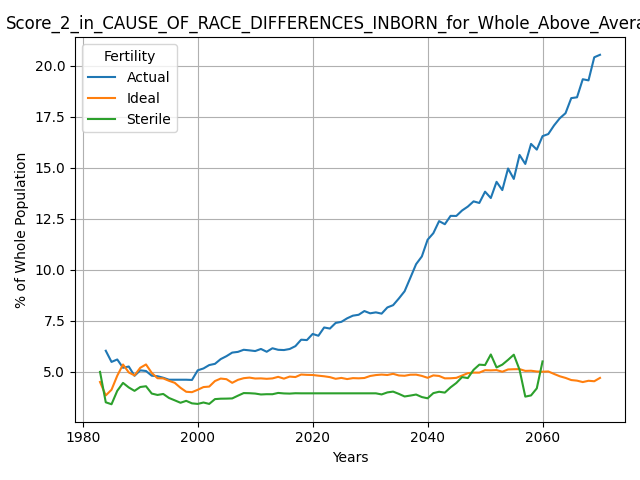 Score_2_in_CAUSE_OF_RACE_DIFFERENCES_INBORN_for_Whole_Above_Avera
Fertility
Actual
Ideal
Sterile
% of Whole Population
20.0
17.5
15.0
12.5
10.0
7.5
5.0
1980 2000 2020 2040 2060
Years